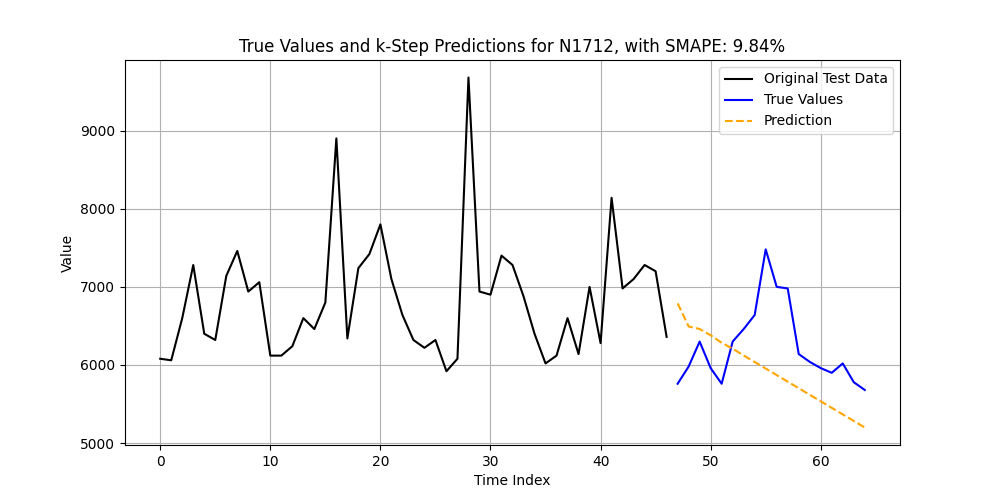 True Values and k-Step Predictions for N1712, with SMAPE: 9.84%
Original Test Data
True Values
Prediction
Value
9000
8000
7000
6000
5000
0 10 20 30 40 50 60
Time Index